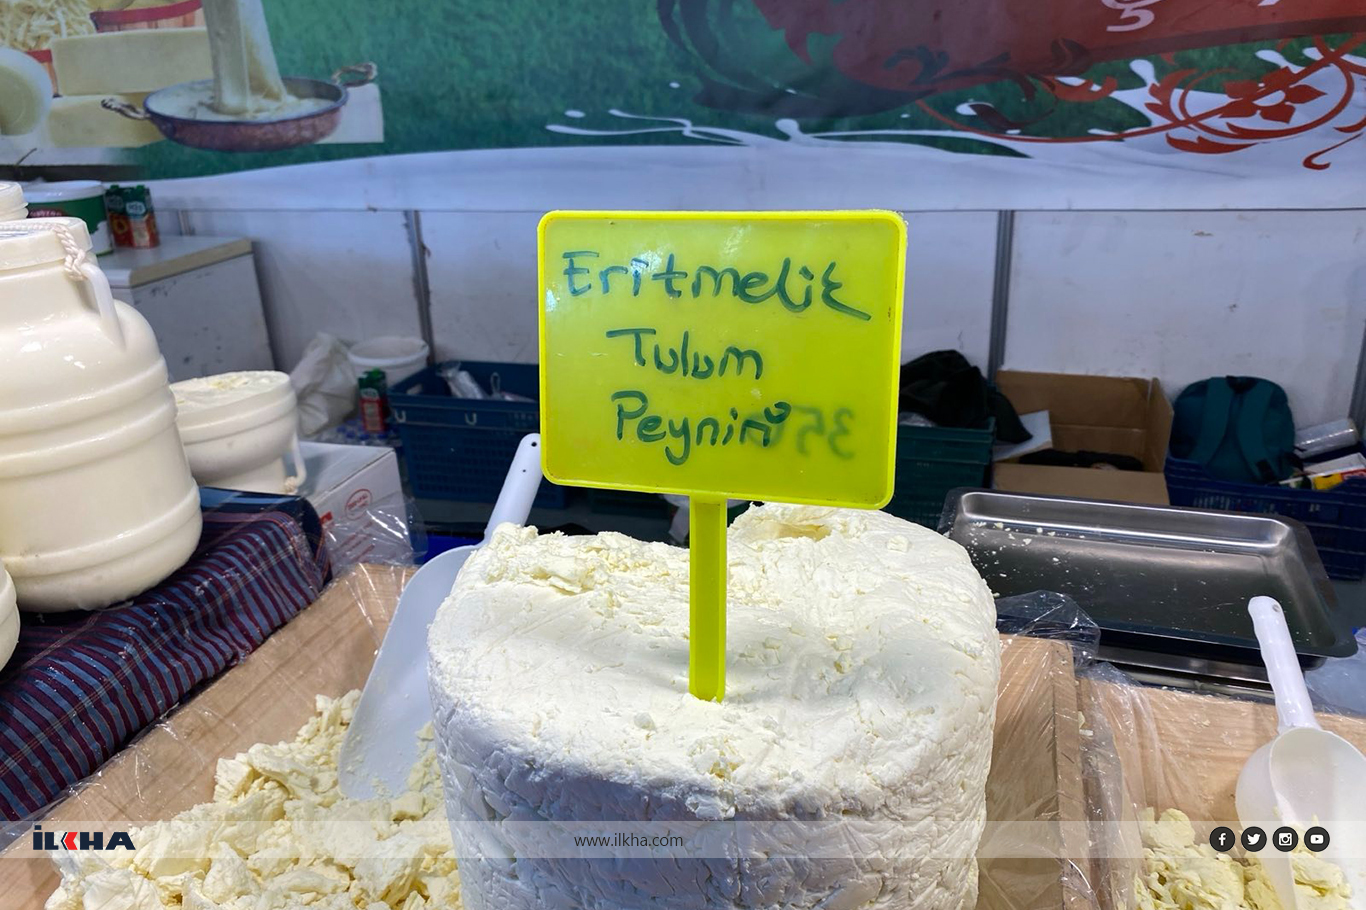 Eritmelik
Tulum
Peyniri
İLKHA
www.ilkha.com